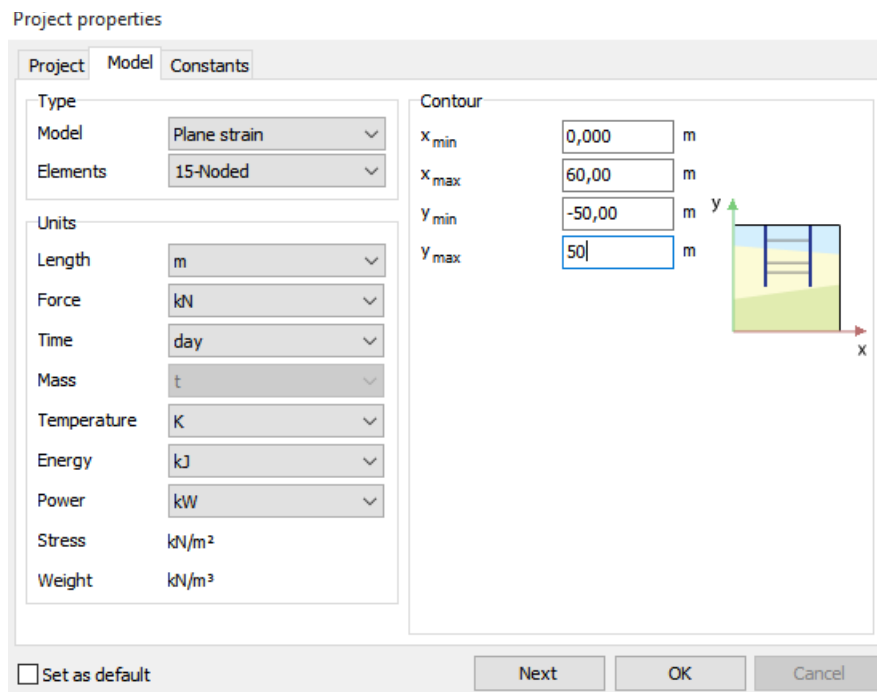 Project properties
Project Model Constants
Type
Model Plane strain
Elements 15-Noded
Units
Length m
Force kN
Time day
Mass t
Temperature K
Energy kJ
Power kW
Stress kN/m²
Weight kN/m³
Contour
x min 0,000 m
x max 60,00 m
y min -50,00 m
y max 50 m
y
x
Set as default
Next OK Cancel